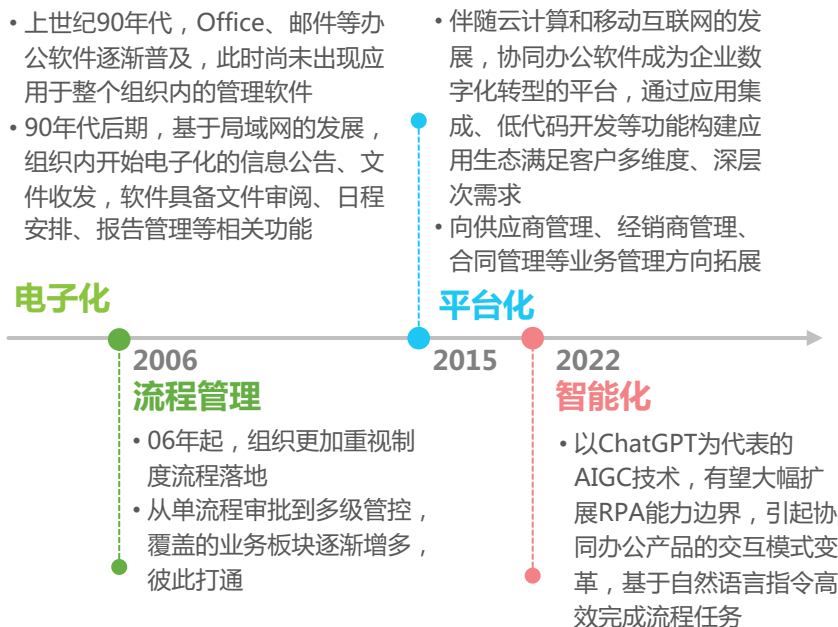 • 上世纪90年代，Office、邮件等办
公软件逐渐普及，此时尚未出现应
用于整个组织内的管理软件
• 90年代后期，基于局域网的发展，
组织内开始电子化的信息公告、文
件收发，软件具备文件审阅、日程
安排、报告管理等相关功能
• 伴随云计算和移动互联网的发
展，协同办公软件成为企业数
字化转型的平台，通过应用集
成、低代码开发等功能构建应
用生态满足客户多维度、深层
次需求
• 向供应商管理、经销商管理、
合同管理等业务管理方向拓展
电子化
平台化
2006
流程管理
• 06年起，组织更加重视制
度流程落地
• 从单流程审批到多级管控，
覆盖的业务板块逐渐增多，
彼此打通
2015
2022
智能化
• 以ChatGPT为代表的
AIGC技术，有望大幅扩
展RPA能力边界，引起协
同办公产品的交互模式变
革，基于自然语言指令高
效完成流程任务